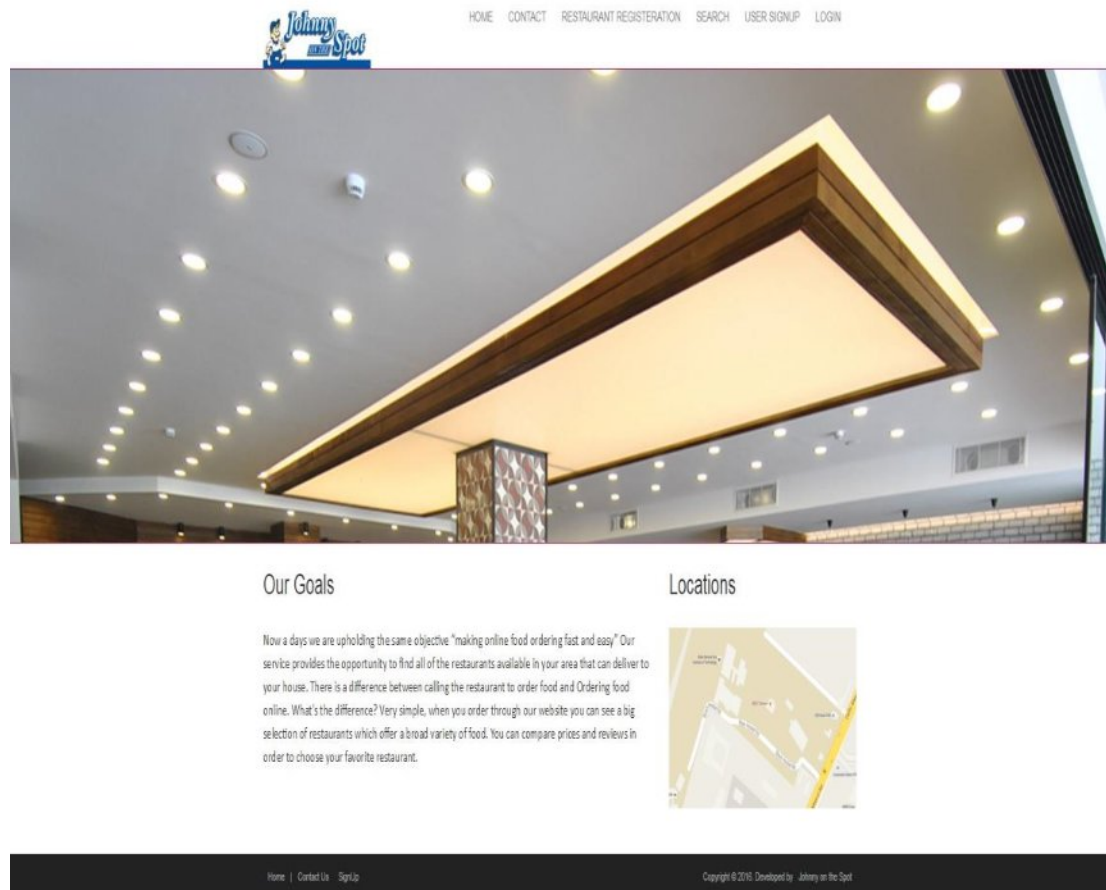 Johnny
on the
Spot
HOME CONTACT RESTAURANT REGISTERATION SEARCH USER SIGNUP LOGIN
Our Goals
Now a days we are upholding the same objective "making online food ordering fast and easy" Our
service provides the opportunity to find all of the restaurants available in your area that can deliver to
your house. There is a difference between calling the restaurant to order food and Ordering food
online. What's the difference? Very simple, when you order through our website you can see a big
selection of restaurants which offer a broad variety of food. You can compare prices and reviews in
order to choose your favorite restaurant.
Locations
Home | Contact Us SignUp
Copyright © 2016. Developed by Johnny on the Spot